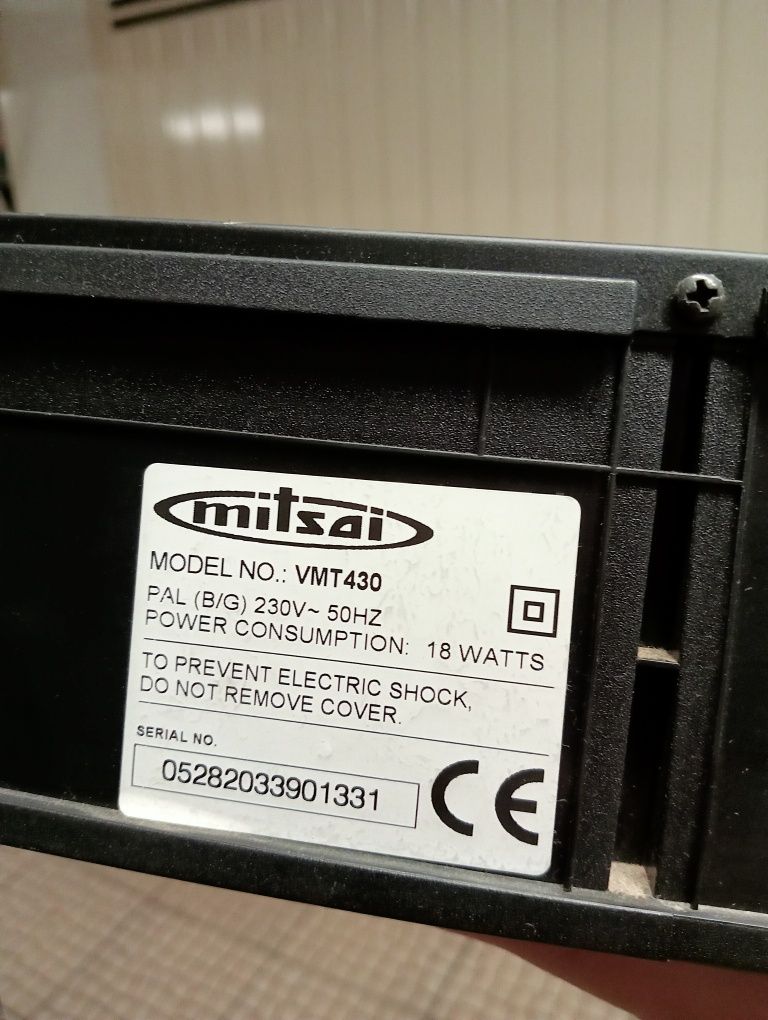 mitsai
MODEL NO.: VMT430
PAL (B/G) 230V~ 50HZ
POWER CONSUMPTION: 18 WATTS
TO PREVENT ELECTRIC SHOCK,
DO NOT REMOVE COVER.
SERIAL NO.
05282033901331
CE